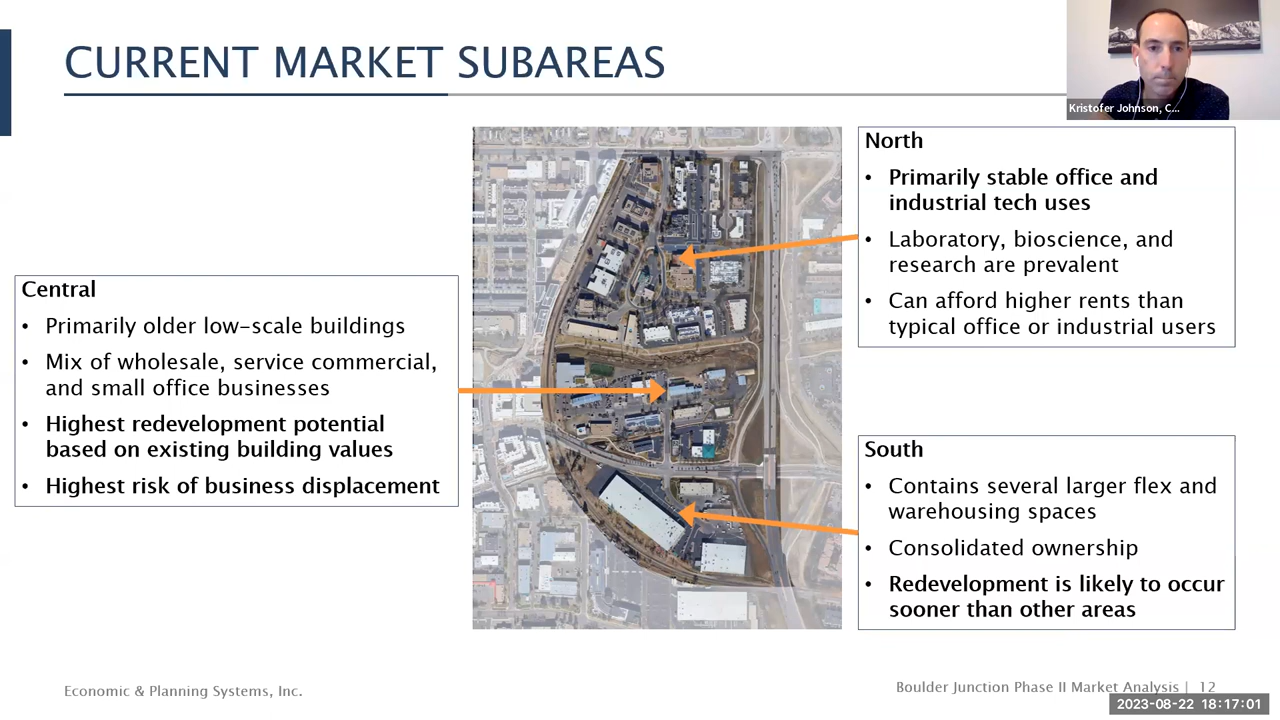 CURRENT MARKET SUBAREAS
Kristofer Johnson, C...
North
• Primarily stable office and
industrial tech uses
• Laboratory, bioscience, and
research are prevalent
• Can afford higher rents than
typical office or industrial users
Central
• Primarily older low-scale buildings
• Mix of wholesale, service commercial,
and small office businesses
• Highest redevelopment potential
based on existing building values
• Highest risk of business displacement
South
• Contains several larger flex and
warehousing spaces
• Consolidated ownership
• Redevelopment is likely to occur
sooner than other areas
Economic & Planning Systems, Inc.
Boulder Junction Phase II Market Analysis | 12
2023-08-22 18:17:01